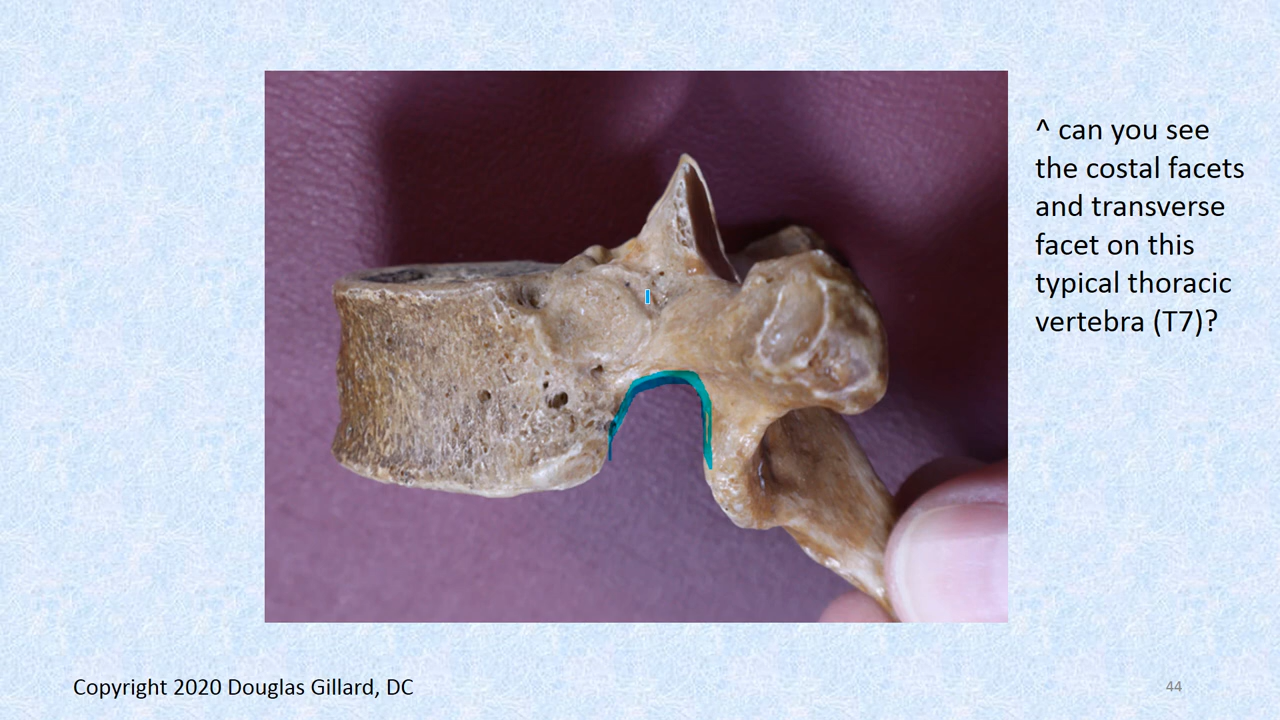 ^ can you see
the costal facets
and transverse
facet on this
typical thoracic
vertebra (T7)?
Copyright 2020 Douglas Gillard, DC
44